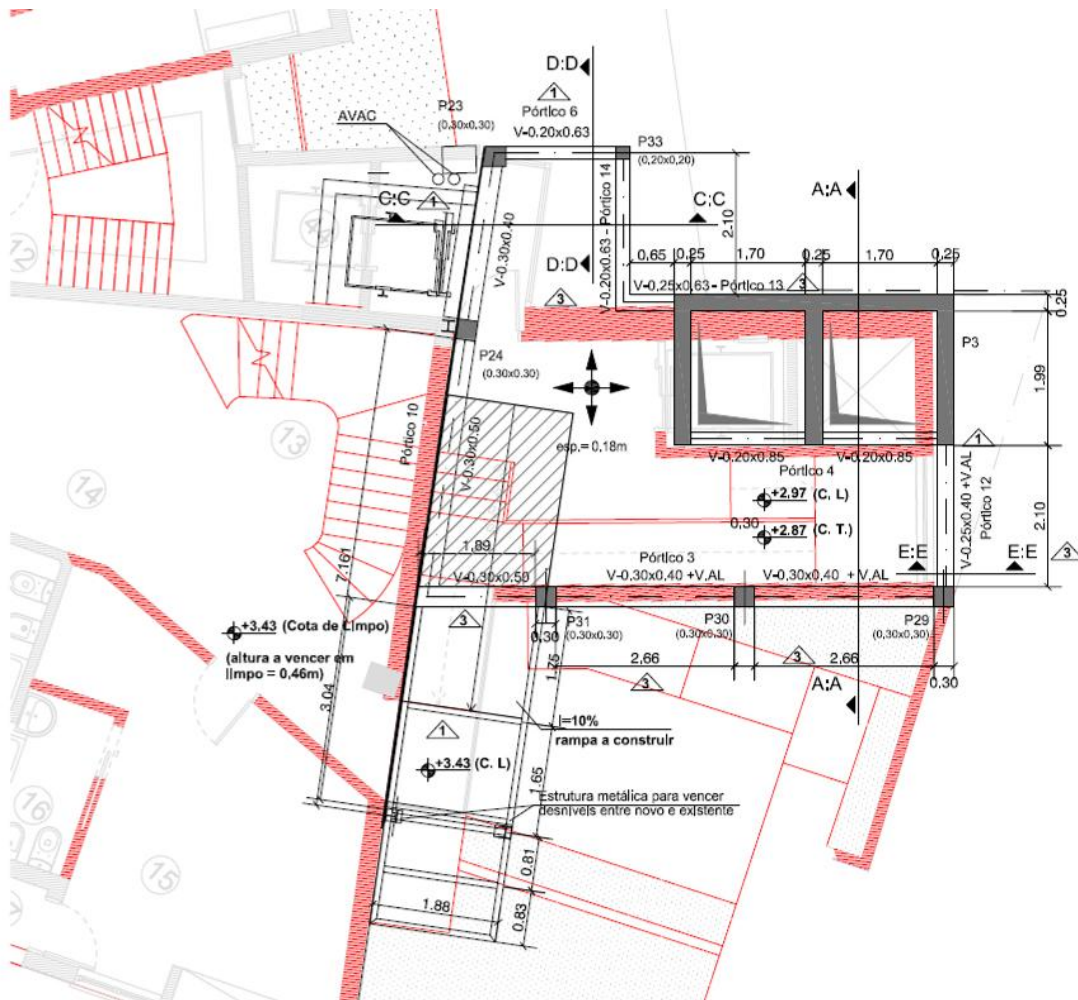 D:D
1
Pórtico 6
V-0.20x0.63
P23
(0.30x0.30)
AVAC
P33
(0,20x0,20)
C:C
1
C:C
A:A
12
44
V-0.30x0.40
V-0.20x0.63 - Pórtico 14
2.10
D:D
0,65
0.25
1,70
0.25
1,70
0.25
V-0,25x0.63 - Pórtico 13
3
3
0.25
P24
(0.30x0.30)
P3
1.99
13
Pórtico 10
V-0.30x0.50
esp.= 0,18m
1
V-0.20x0.85
V-0.20x0.85
Pórtico 4
14
+2,97 (C. L)
0,30
+2.87 (C. T.)
V-0.25x0.40 +V.AL
Pórtico 12
2.10
1.89
7.161
Pórtico 3
V-0.30x0.50
V-0.30x0.40 +V.AL
V-0.30x0.40 + V.AL
E:E
E:E
3
+3.43 (Cota de Limpo)
(altura a vencer em
limpo = 0,46m)
3
0.30
P31
(0.30x0.30)
P30
(0.30x0.30)
P29
(0,30x0,30)
1.75
2,66
3
2,66
3
0.30
A:A
3.04
1
I=10%
rampa a construir
+3.43 (C. L)
1.65
Estrutura metálica para vencer
desníveis entre novo e existente
16
0.81
15
1.88
0.83